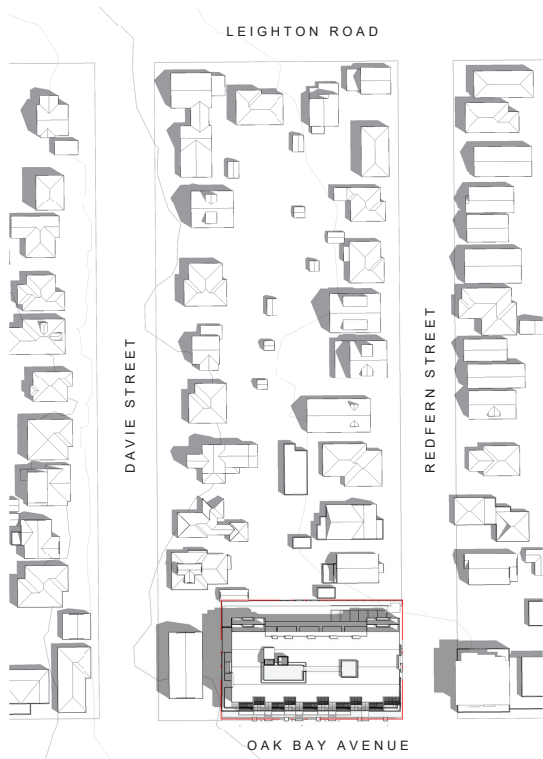 LEIGHTON ROAD
DAVIE STREET
REDFERN STREET
OAK BAY AVENUE